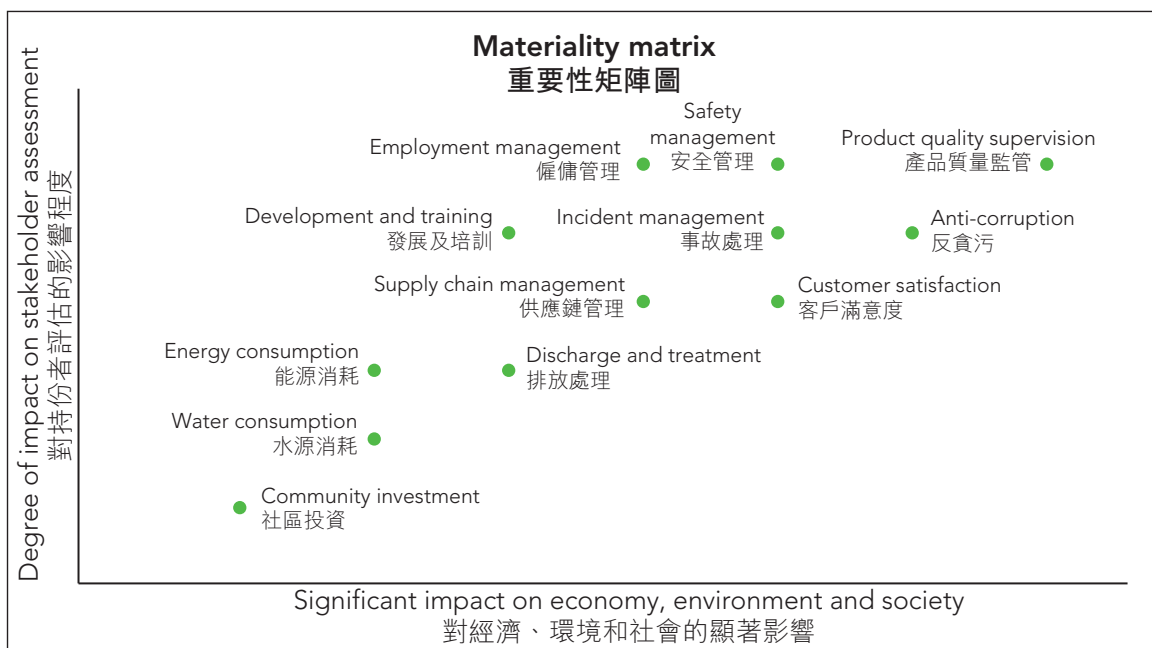 Materiality matrix
重要性矩陣圖
Degree of impact on stakeholder assessment
對持份者評估的影響程度
Safety
management
安全管理
Employment management
僱傭管理
Product quality supervision
產品質量監管
Development and training
發展及培訓
Incident management
事故處理
Anti-corruption
反貪污
Supply chain management
供應鏈管理
Customer satisfaction
客戶滿意度
Energy consumption
能源消耗
Discharge and treatment
排放處理
Water consumption
水源消耗
Community investment
社區投資
Significant impact on economy, environment and society
對經濟、環境和社會的顯著影響